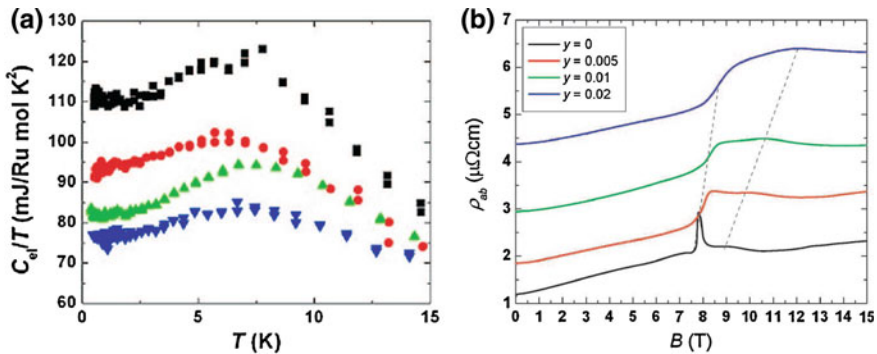 (a)
130
120
110
100
90
80
70
60
C_el/T (mJ/Ru mol K²)
0 5 10 15
T (K)
(b)
7
6
5
4
3
2
1
ρ_ab (μΩcm)
y = 0
y = 0.005
y = 0.01
y = 0.02
0 1 2 3 4 5 6 7 8 9 10 11 12 13 14 15
B (T)